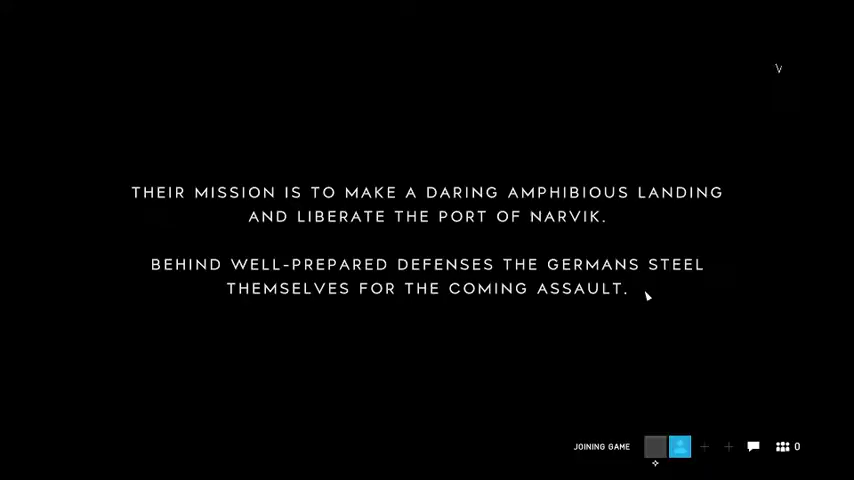 V
THEIR MISSION IS TO MAKE A DARING AMPHIBIOUS LANDING
AND LIBERATE THE PORT OF NARVIK.
BEHIND WELL-PREPARED DEFENSES THE GERMANS STEEL
THEMSELVES FOR THE COMING ASSAULT.
JOINING GAME
0